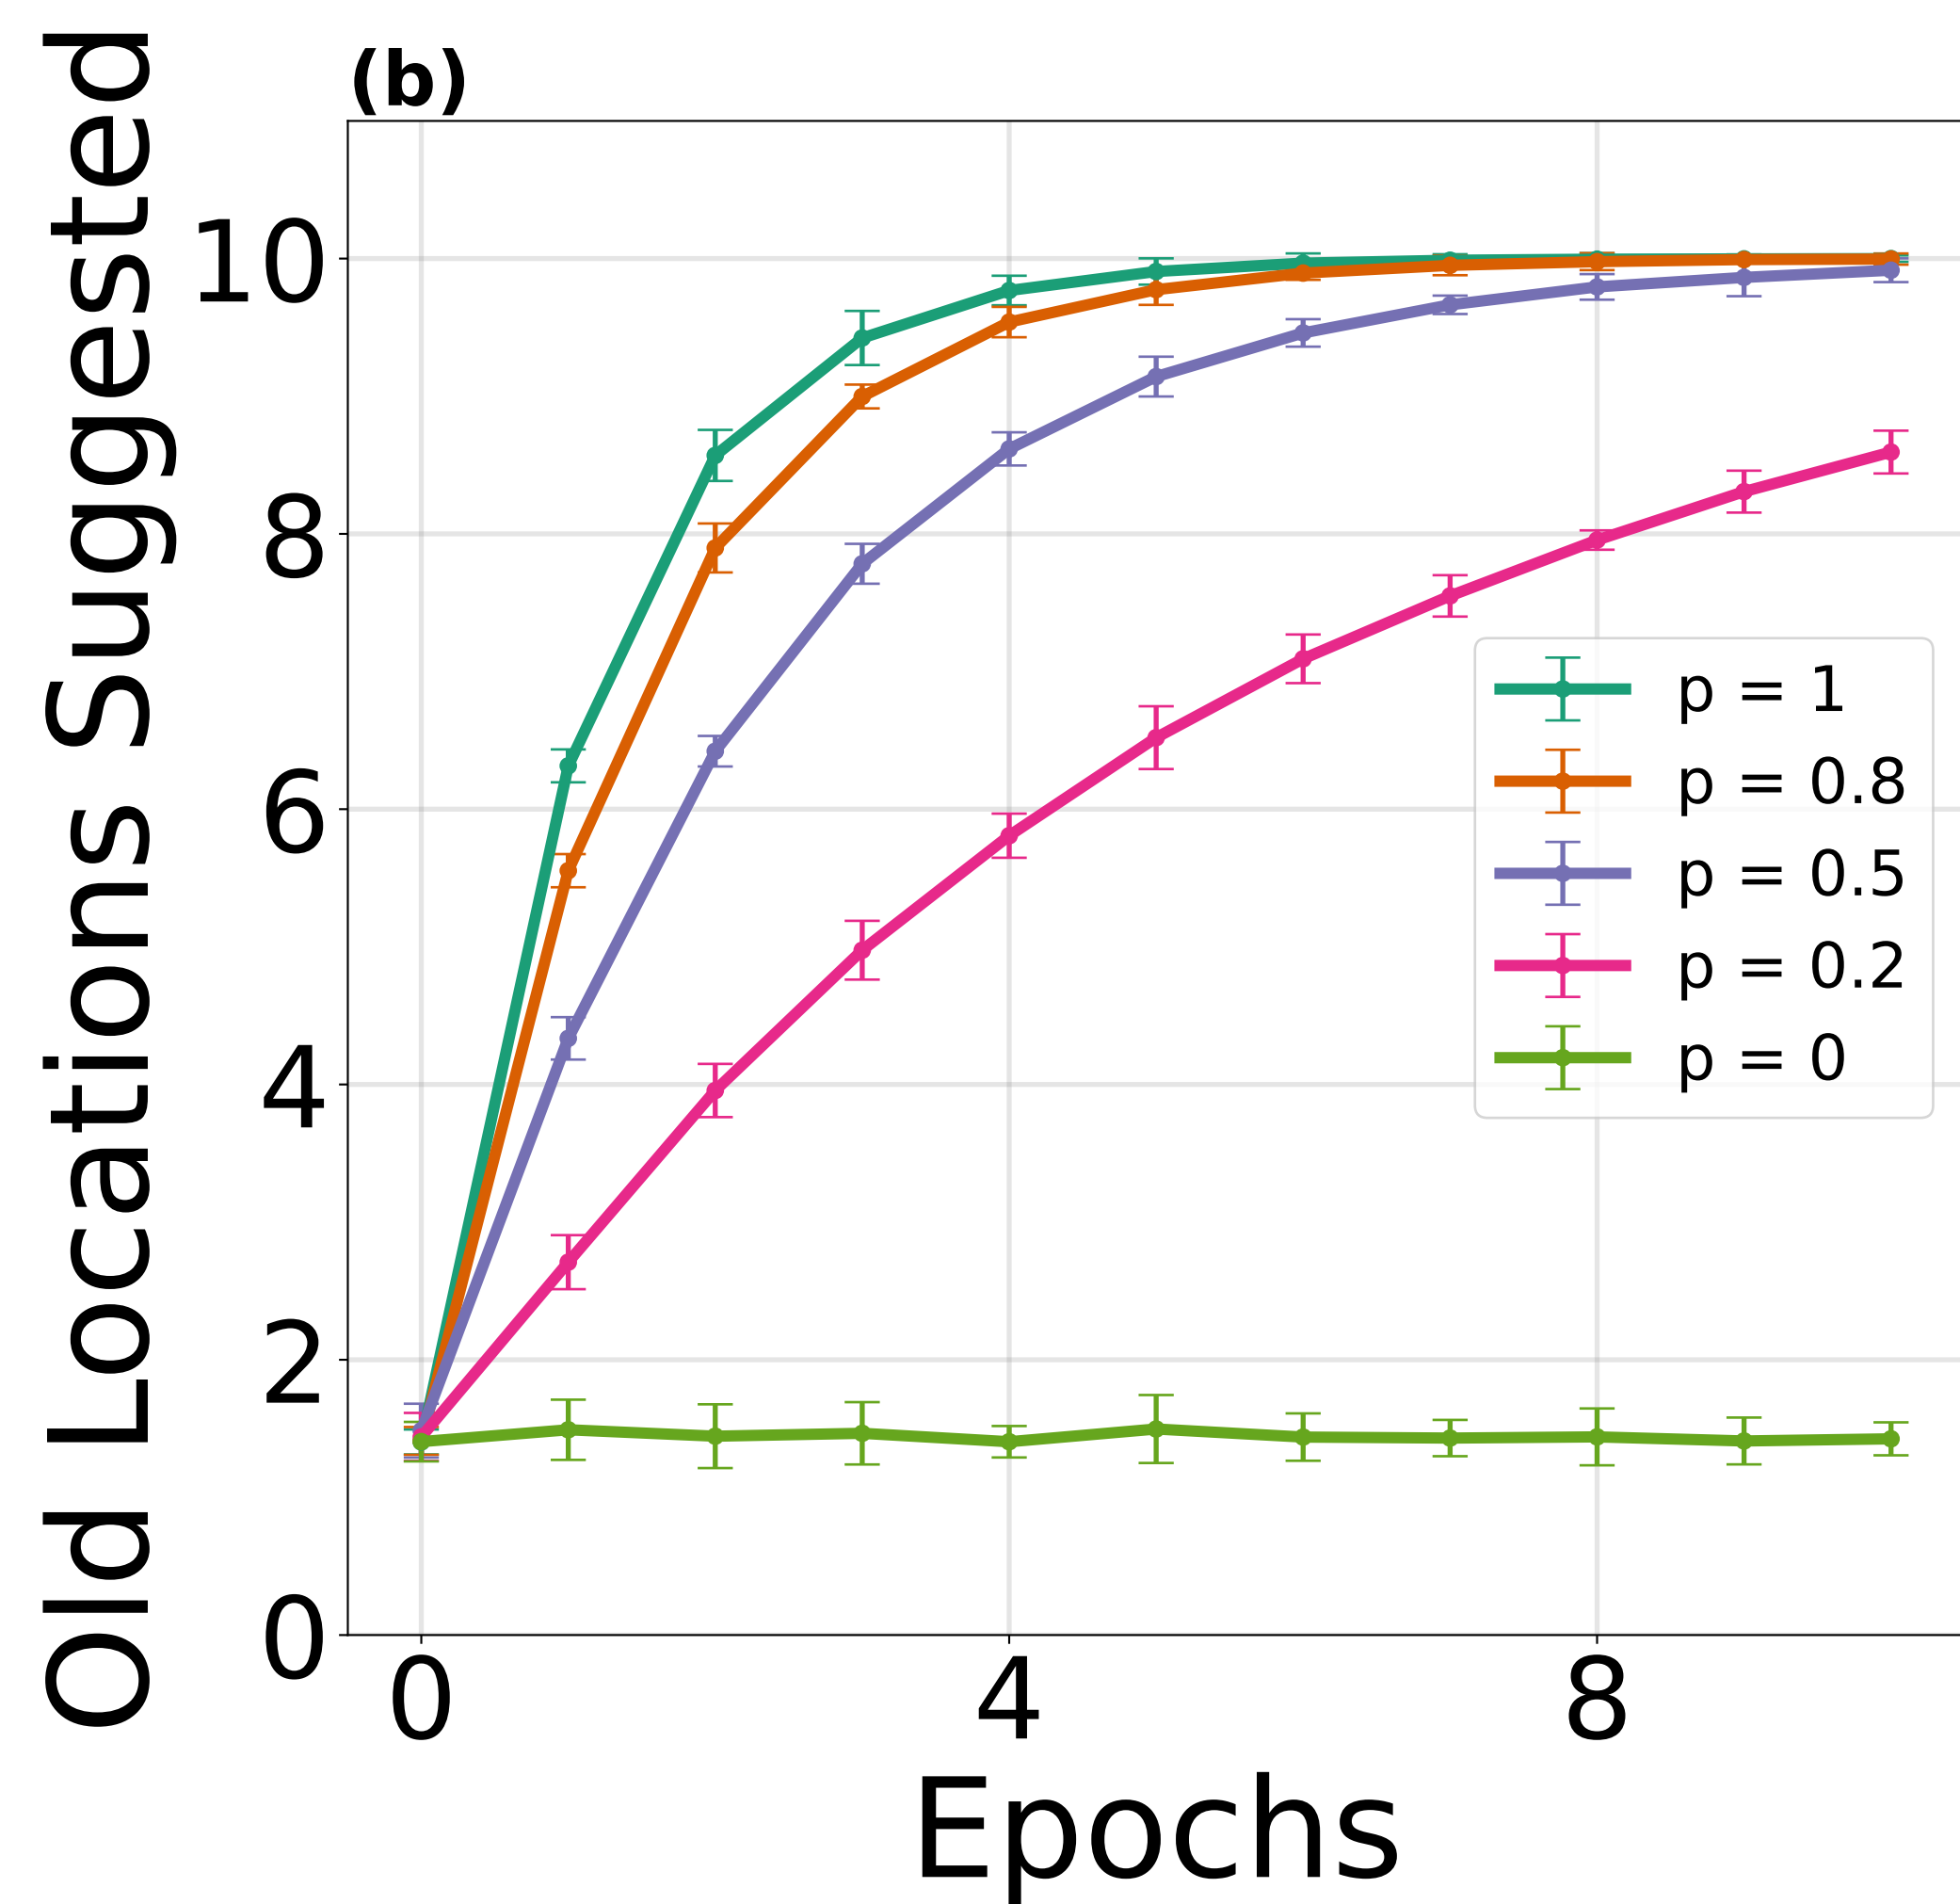 (b)
Old Locations Suggested
10
8
6
4
2
0
0 4 8
Epochs
p = 1
p = 0.8
p = 0.5
p = 0.2
p = 0